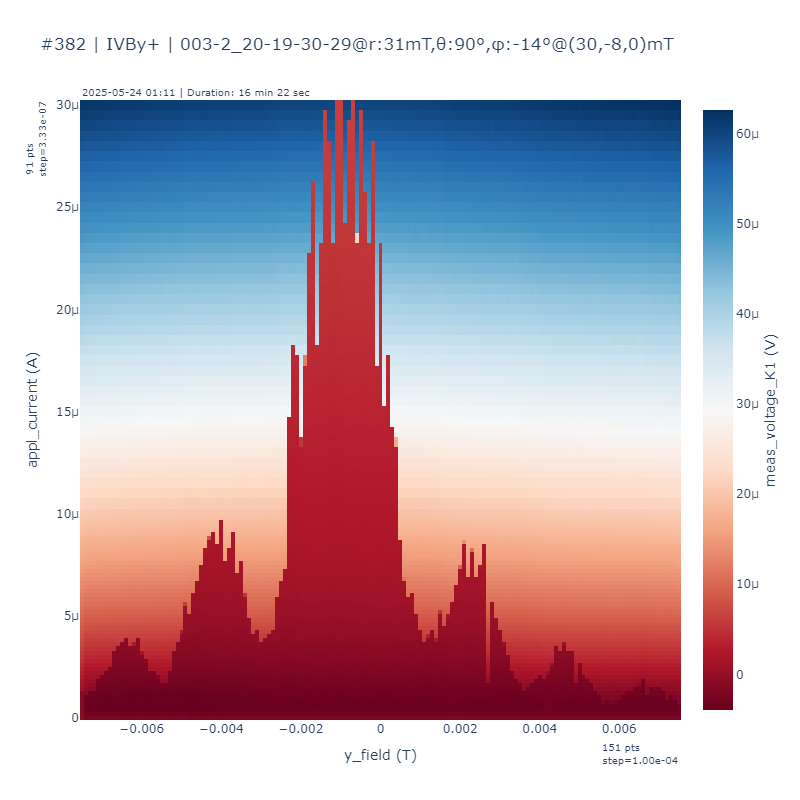 #382 | IVBy+ | 003-2_20-19-30-29@r:31mT,θ:90°,φ:-14°@(30,-8,0)mT
2025-05-24 01:11 | Duration: 16 min 22 sec
91 pts
step=3.33e-07
30μ
25μ
20μ
15μ
10μ
5μ
0
appl_current (A)
−0.006
−0.004
−0.002
0
0.002
0.004
0.006
y_field (T)
151 pts
step=1.00e-04
60μ
50μ
40μ
30μ
20μ
10μ
0
meas_voltage_K1 (V)